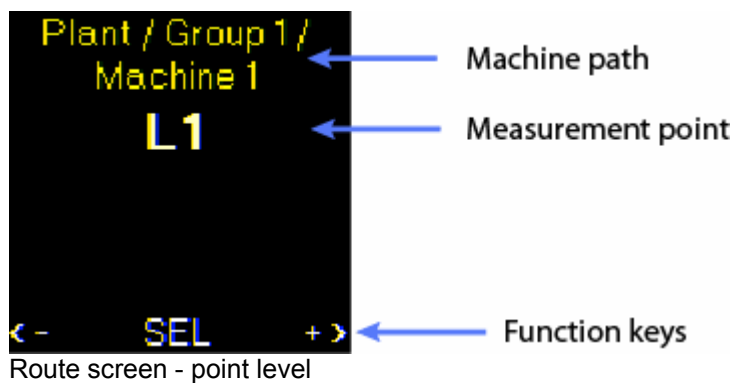 Plant / Group 1 /
Machine 1
Machine path
L1
Measurement point
< - SEL + >
Function keys
Route screen - point level